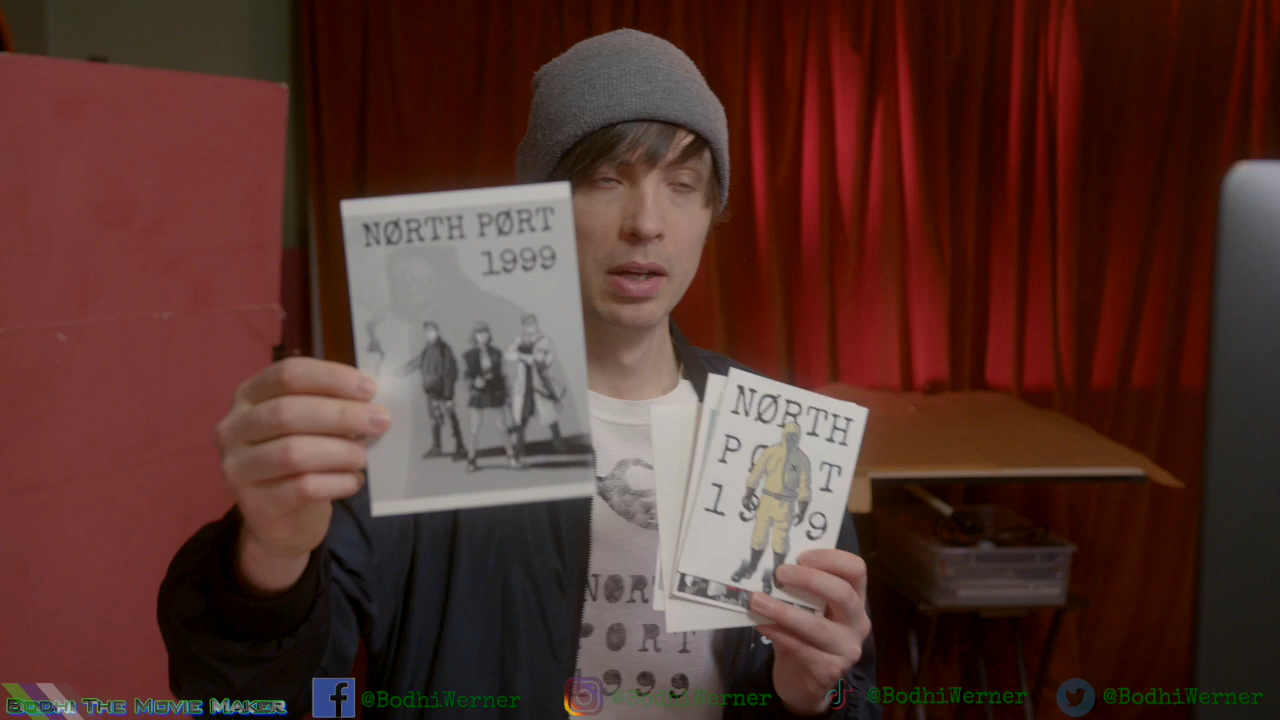 NØRTH PØRT
1999
NØRTH
PØRT
1999
NORT
PORT
1999
BODHI THE MOVIE MAKER
@BodhiWerner
@BodhiWerner
@BodhiWerner
@BodhiWerner